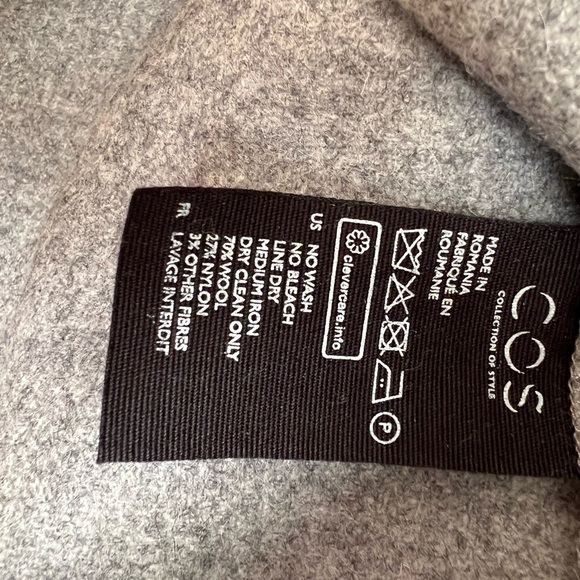 COS
COLLECTION OF STYLE
MADE IN
ROMANIA
FABRIQUÉ EN
ROUMANIE
P
clevercare.info
US
NO WASH
NO BLEACH
LINE DRY
MEDIUM IRON
DRY CLEAN ONLY
70% WOOL
27% NYLON
3% OTHER FIBRES
FR LAVAGE INTERDIT